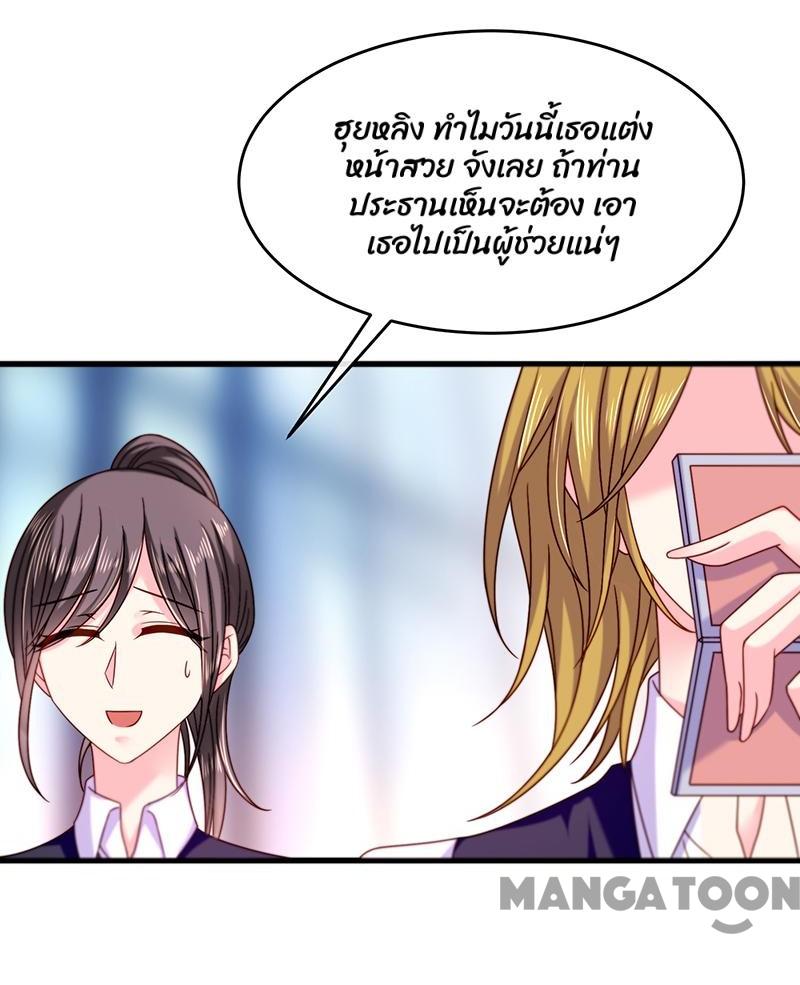 ฮุยหลิง ทำไมวันนี้เธอแต่ง
หน้าสวย จังเลย ถ้าท่าน
ประธานเห็นจะต้อง เอา
เธอไปเป็นผู้ช่วยแน่ๆ
MANGATOON